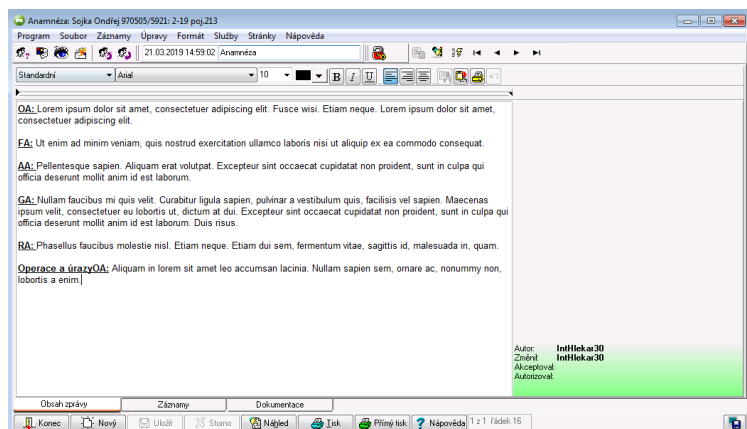 Anamnéza: Sojka Ondřej 970505/5921: 2-19 poj.213
Program Soubor Záznamy Úpravy Formát Služby Stránky Nápověda
21.03.2019 14:59:02 Anamnéza
Standardní Arial 10 B I U
OA: Lorem ipsum dolor sit amet, consectetuer adipiscing elit. Fusce wisi. Etiam neque. Lorem ipsum dolor sit amet,
consectetuer adipiscing elit.
FA: Ut enim ad minim veniam, quis nostrud exercitation ullamco laboris nisi ut aliquip ex ea commodo consequat.
AA: Pellentesque sapien. Aliquam erat volutpat. Excepteur sint occaecat cupidatat non proident, sunt in culpa qui
officia deserunt mollit anim id est laborum.
GA: Nullam faucibus mi quis velit. Curabitur ligula sapien, pulvinar a vestibulum quis, facilisis vel sapien. Maecenas
ipsum velit, consectetuer eu lobortis ut, dictum at dui. Excepteur sint occaecat cupidatat non proident, sunt in culpa qui
officia deserunt mollit anim id est laborum. Duis risus.
RA: Phasellus faucibus molestie nisl. Etiam neque. Etiam dui sem, fermentum vitae, sagittis id, malesuada in, quam.
Operace a úrazyOA: Aliquam in lorem sit amet leo accumsan lacinia. Nullam sapien sem, ornare ac, nonummy non,
lobortis a enim.
Autor: IntHlekar30
Změnil: IntHlekar30
Akceptoval:
Autorizoval:
Obsah zprávy Záznamy Dokumentace
Konec Nový Uložit Storno Náhled Tisk Přímý tisk Nápověda 1 z 1 řádek 16